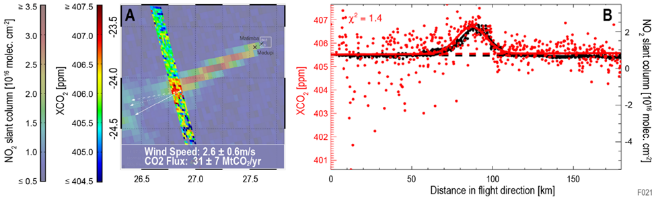 NO2 slant column [10^16 molec. cm^-2]
≥ 3.5
3.0
2.5
2.0
1.5
1.0
≤ 0.5
XCO2 [ppm]
≥ 407.5
407.0
406.5
406.0
405.5
405.0
≤ 404.5
A
-23.5
-24.0
-24.5
Matimba
Medupi
Wind Speed: 2.6 ± 0.6m/s
CO2 Flux: 31 ± 7 MtCO2/yr
26.5
27.0
27.5
B
χ² = 1.4
XCO2 [ppm]
407
406
405
404
403
402
401
0
50
100
150
Distance in flight direction [km]
2
0
-2
-4
NO2 slant column [10^16 molec. cm^-2]
F021